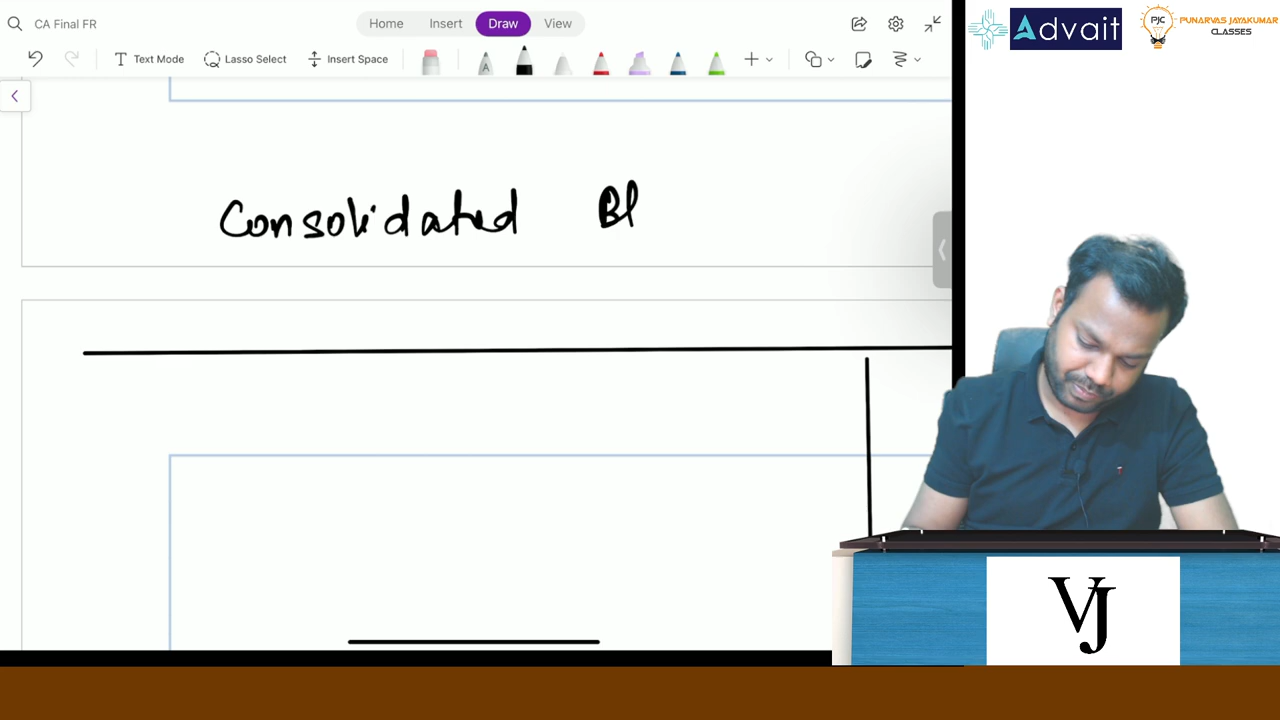 CA Final FR
Home Insert Draw View
Text Mode Lasso Select Insert Space
Advait
PJC PUNARVAS JAYAKUMAR
CLASSES
Consolidated Bl
VJ